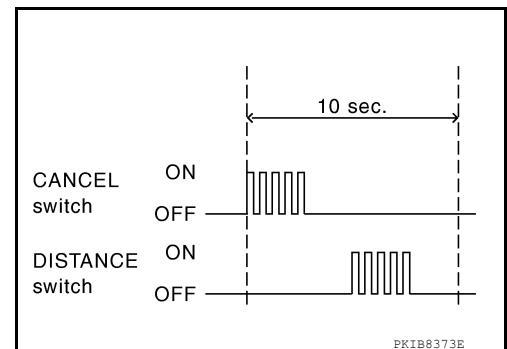 10 sec.
CANCEL
switch
ON
OFF
DISTANCE
switch
ON
OFF
PKIB8373E